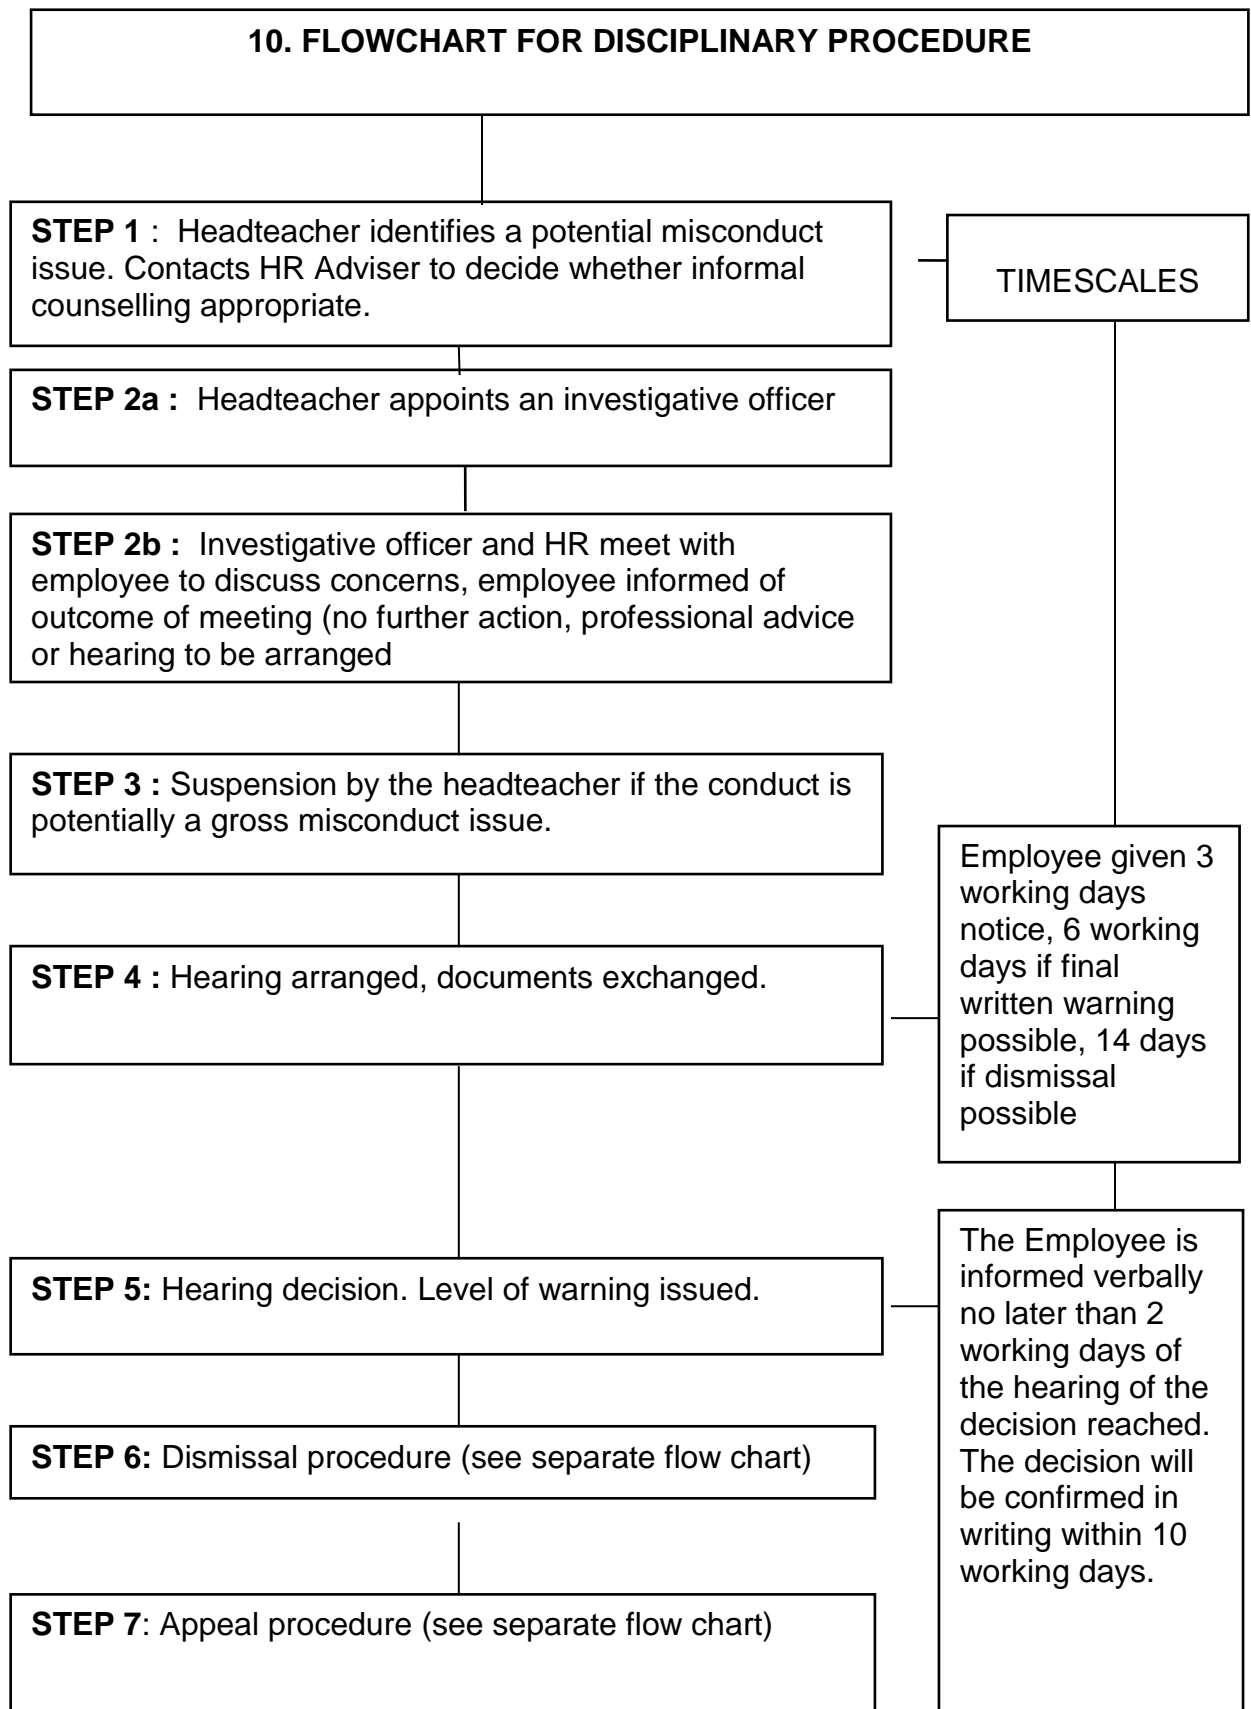 10. FLOWCHART FOR DISCIPLINARY PROCEDURE
STEP 1 :  Headteacher identifies a potential misconduct
issue. Contacts HR Adviser to decide whether informal
counselling appropriate.
TIMESCALES
STEP 2a :  Headteacher appoints an investigative officer
STEP 2b :  Investigative officer and HR meet with
employee to discuss concerns, employee informed of
outcome of meeting (no further action, professional advice
or hearing to be arranged
STEP 3 : Suspension by the headteacher if the conduct is
potentially a gross misconduct issue.
STEP 4 : Hearing arranged, documents exchanged.
Employee given 3
working days
notice, 6 working
days if final
written warning
possible, 14 days
if dismissal
possible
STEP 5: Hearing decision. Level of warning issued.
The Employee is
informed verbally
no later than 2
working days of
the hearing of the
decision reached.
The decision will
be confirmed in
writing within 10
working days.
STEP 6: Dismissal procedure (see separate flow chart)
STEP 7: Appeal procedure (see separate flow chart)